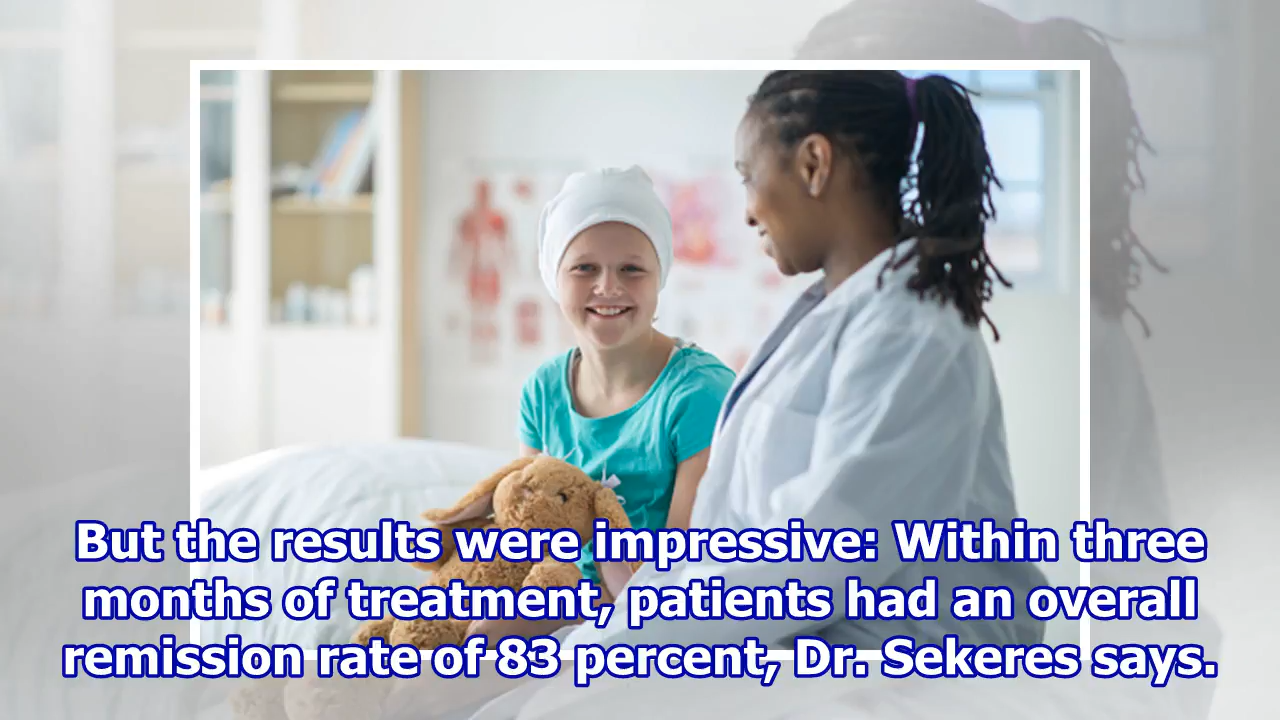 But the results were impressive: Within three
months of treatment, patients had an overall
remission rate of 83 percent, Dr. Sekeres says.